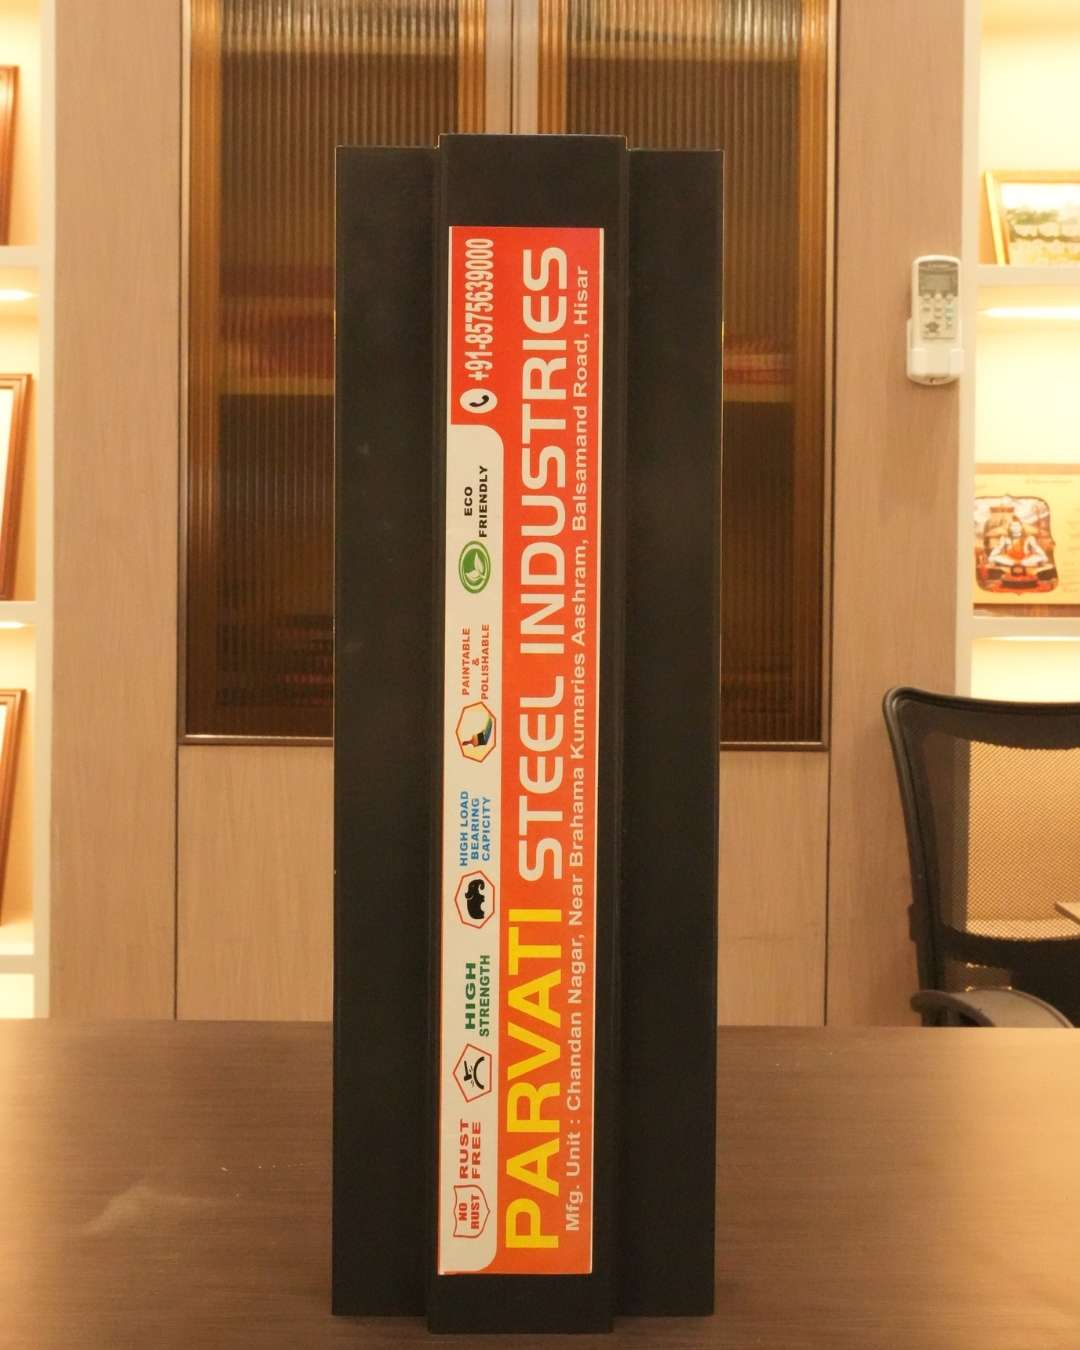 NO
RUST
RUST
FREE
HIGH
STRENGTH
HIGH LOAD
BEARING
CAPICITY
PAINTABLE
&
POLISHABLE
ECO
FRIENDLY
+91-8575639000
PARVATI STEEL INDUSTRIES
Mfg. Unit : Chandan Nagar, Near Brahama Kumaries Aashram, Balsamand Road, Hisar